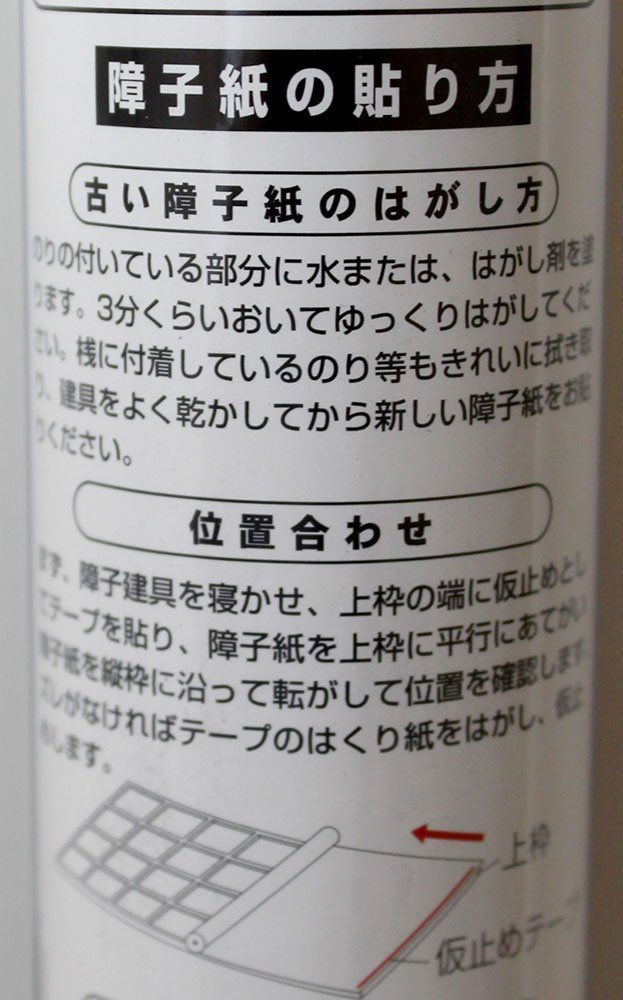 障子紙の貼り方
古い障子紙のはがし方
のりの付いている部分に水または、はがし剤を塗
ります。3分くらいおいてゆっくりはがしてくだ
さい。桟に付着しているのり等もきれいに拭き取
り、建具をよく乾かしてから新しい障子紙をお貼
りください。
位置合わせ
まず、障子建具を寝かせ、上枠の端に仮止めとし
てテープを貼り、障子紙を上枠に平行にあてがい
障子紙を縦枠に沿って転がして位置を確認します。
ズレがなければテープのはくり紙をはがし、仮止
めします。
上枠
仮止めテープ